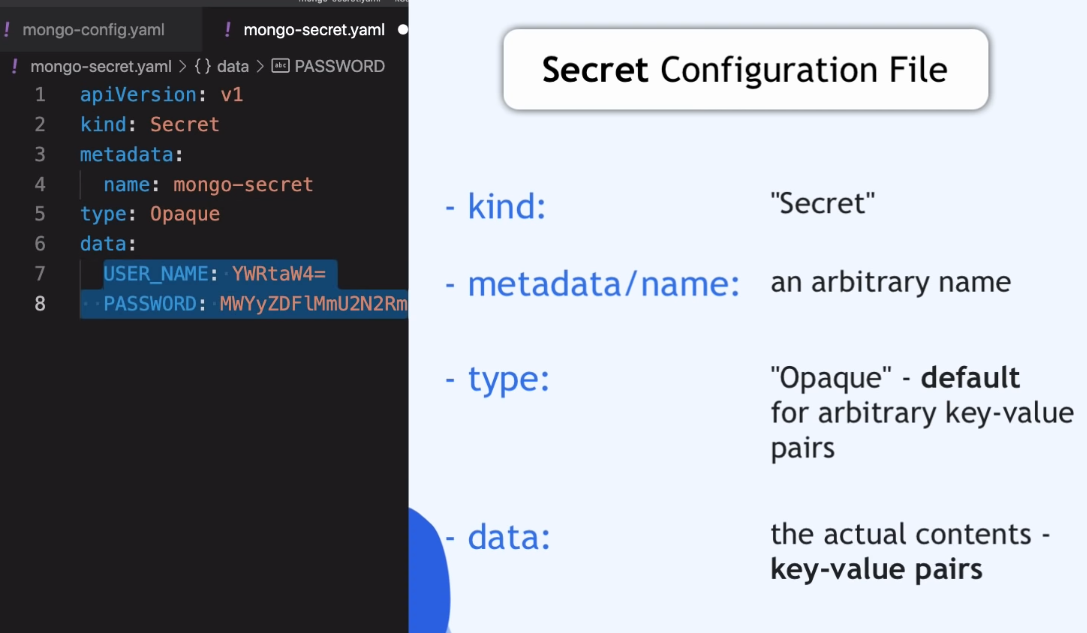 mongo-config.yaml
mongo-secret.yaml
mongo-secret.yaml > {} data > abc PASSWORD
1 apiVersion: v1
2 kind: Secret
3 metadata:
4 name: mongo-secret
5 type: Opaque
6 data:
7 USER_NAME: YWRtaW4=
8 PASSWORD: MWYyZDFlMmU2N2Rm
Secret Configuration File
- kind: "Secret"
- metadata/name: an arbitrary name
- type: "Opaque" - default
for arbitrary key-value
pairs
- data: the actual contents -
key-value pairs